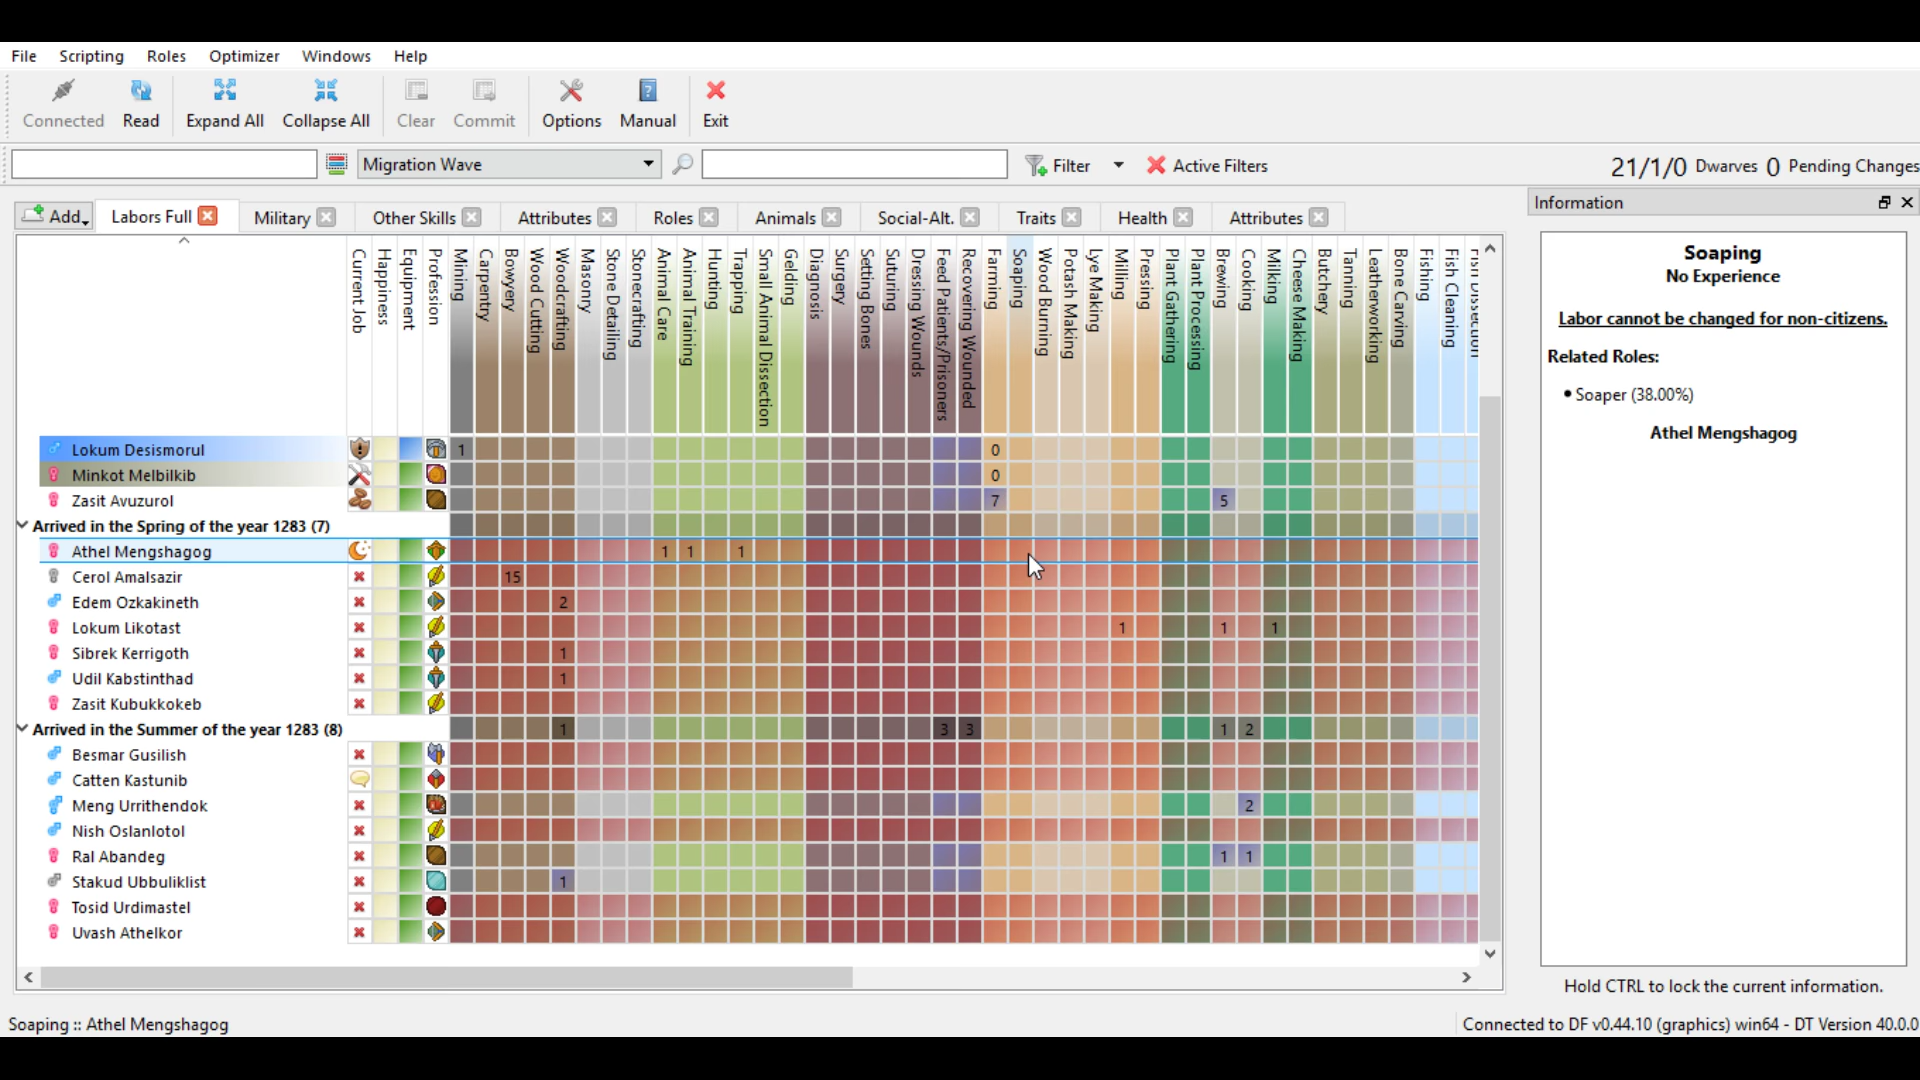 File Scripting Roles Optimizer Windows Help
Connected Read Expand All Collapse All Clear Commit Options Manual Exit
Migration Wave Filter Active Filters 21/1/0 Dwarves 0 Pending Changes
Add Labors Full Military Other Skills Attributes Roles Animals Social-Alt. Traits Health Attributes
Current Job
Happiness
Equipment
Profession
Mining
Carpentry
Bowyery
Wood Cutting
Woodcrafting
Masonry
Stone Detailing
Stonecrafting
Animal Care
Animal Training
Hunting
Trapping
Small Animal Dissection
Gelding
Diagnosis
Surgery
Setting Bones
Suturing
Dressing Wounds
Feed Patients/Prisoners
Recovering Wounded
Farming
Soaping
Wood Burning
Potash Making
Lye Making
Milling
Pressing
Plant Gathering
Plant Processing
Brewing
Cooking
Milking
Cheese Making
Butchery
Tanning
Leatherworking
Bone Carving
Fishing
Fish Cleaning
Fish Dissection
Lokum Desismorul 1 0
Minkot Melbilkib 0
Zasit Avuzurol 7 5
Arrived in the Spring of the year 1283 (7)
Athel Mengshagog 1 1 1
Cerol Amalsazir 15
Edem Ozkakineth 2
Lokum Likotast 1 1 1
Sibrek Kerrigoth 1
Udil Kabstinthad 1
Zasit Kubukkokeb
Arrived in the Summer of the year 1283 (8) 1 3 3 1 2
Besmar Gusilish
Catten Kastunib
Meng Urrithendok 2
Nish Oslanlotol
Ral Abandeg 1 1
Stakud Ubbuliklist 1
Tosid Urdimastel
Uvash Athelkor
Information
Soaping
No Experience
Labor cannot be changed for non-citizens.
Related Roles:
• Soaper (38.00%)
Athel Mengshagog
Hold CTRL to lock the current information.
Soaping :: Athel Mengshagog
Connected to DF v0.44.10 (graphics) win64 - DT Version 40.0.0